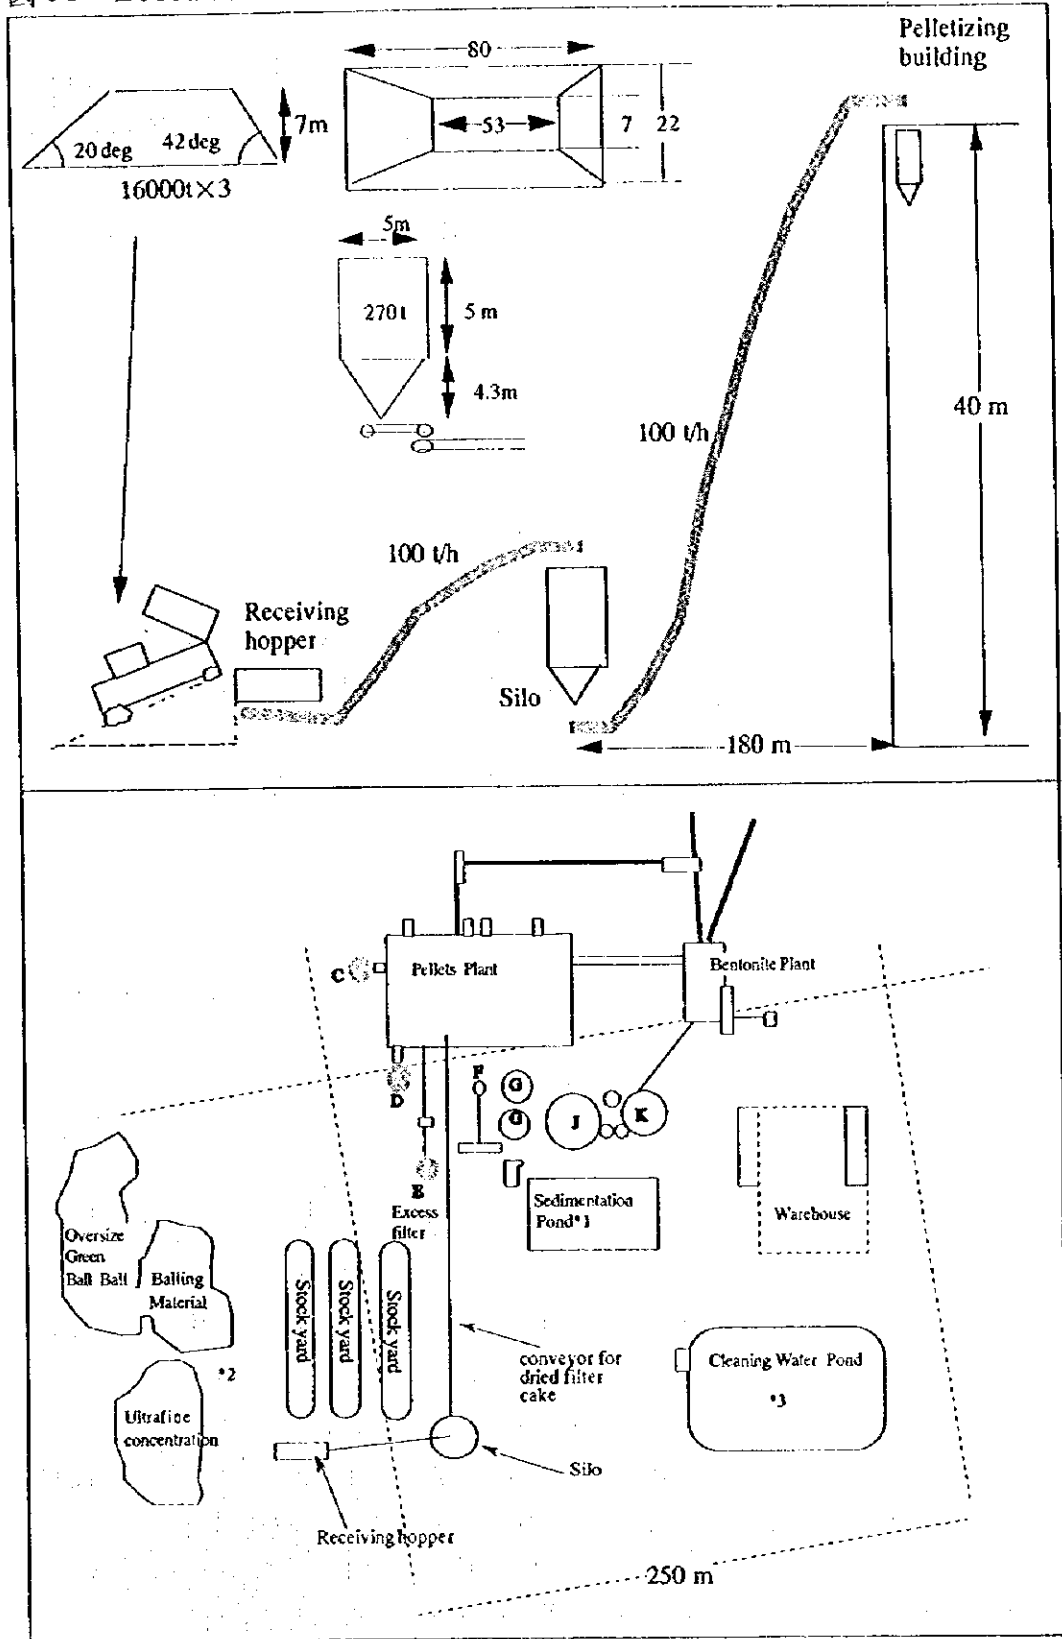 Pelletizing
building
80
7m
20 deg
42 deg
53
7
22
16000t×3
5m
270t
5 m
4.3m
40 m
100 t/h
100 t/h
Receiving
hopper
Silo
180 m
C
Pellets Plant
Bentonite Plant
D
F
G
G
J
K
E
Excess
filter
Sedimentation
Pond*1
Warehouse
Oversize
Green
Ball Ball
Balling
Material
Stock yard
Stock yard
Stock yard
conveyor for
dried filter
cake
Cleaning Water Pond
*3
*2
Ultrafine
concentration
Silo
Receiving hopper
250 m